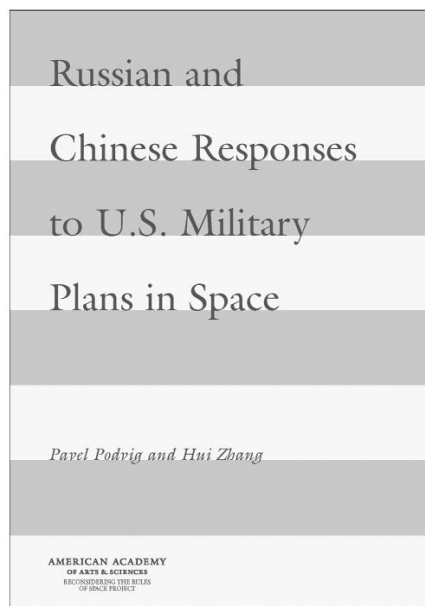 Russian and
Chinese Responses
to U.S. Military
Plans in Space
Pavel Podvig and Hui Zhang
AMERICAN ACADEMY
OF ARTS & SCIENCES
RECONSIDERING THE RULES
OF SPACE PROJECT